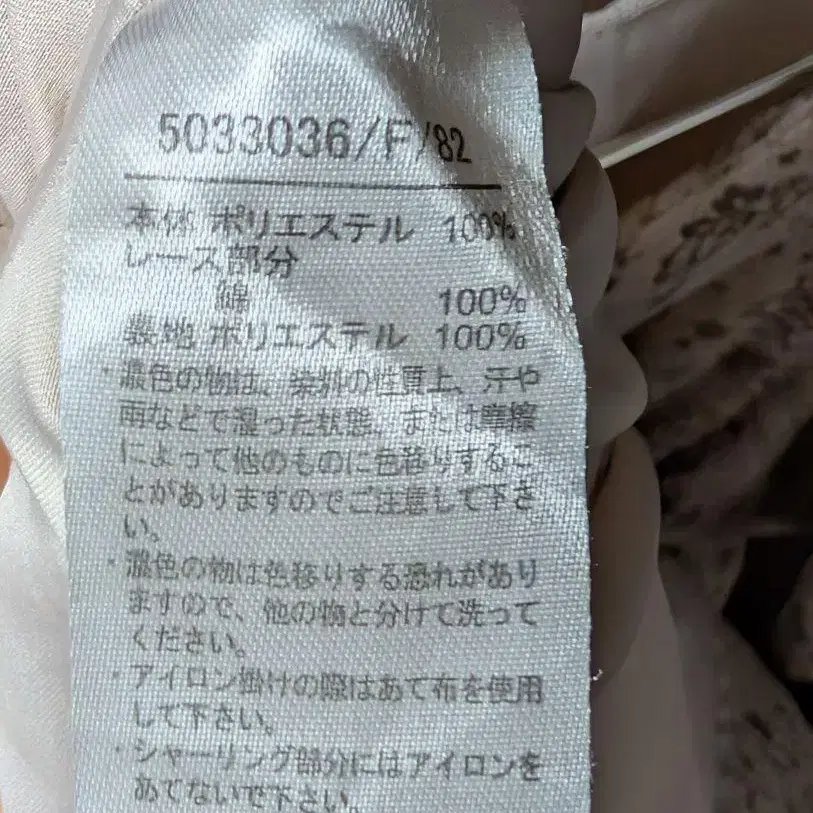 5033036/F/82
本体 ポリエステル 100%
レース部分
綿 100%
裏地 ポリエステル 100%
・濃色の物は、染料の性質上、汗や
雨などで湿った状態、または摩擦
によって他のものに色移りするこ
とがありますのでご注意して下さ
い。
・濃色の物は色移りする恐れがあり
ますので、他の物と分けて洗って
ください。
・アイロン掛けの際はあて布を使用
して下さい。
・シャーリング部分にはアイロンを
あてないで下さい。